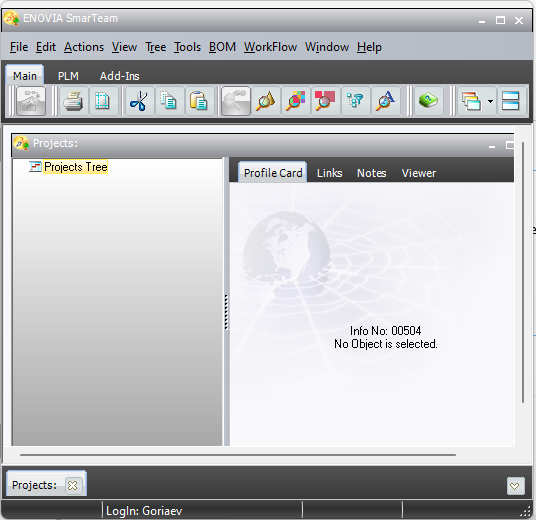 ENOVIA SmarTeam
File Edit Actions View Tree Tools BOM WorkFlow Window Help
Main PLM Add-Ins
Projects:
Projects Tree
Profile Card Links Notes Viewer
Info No: 00504
No Object is selected.
Projects:
LogIn: Goriaev